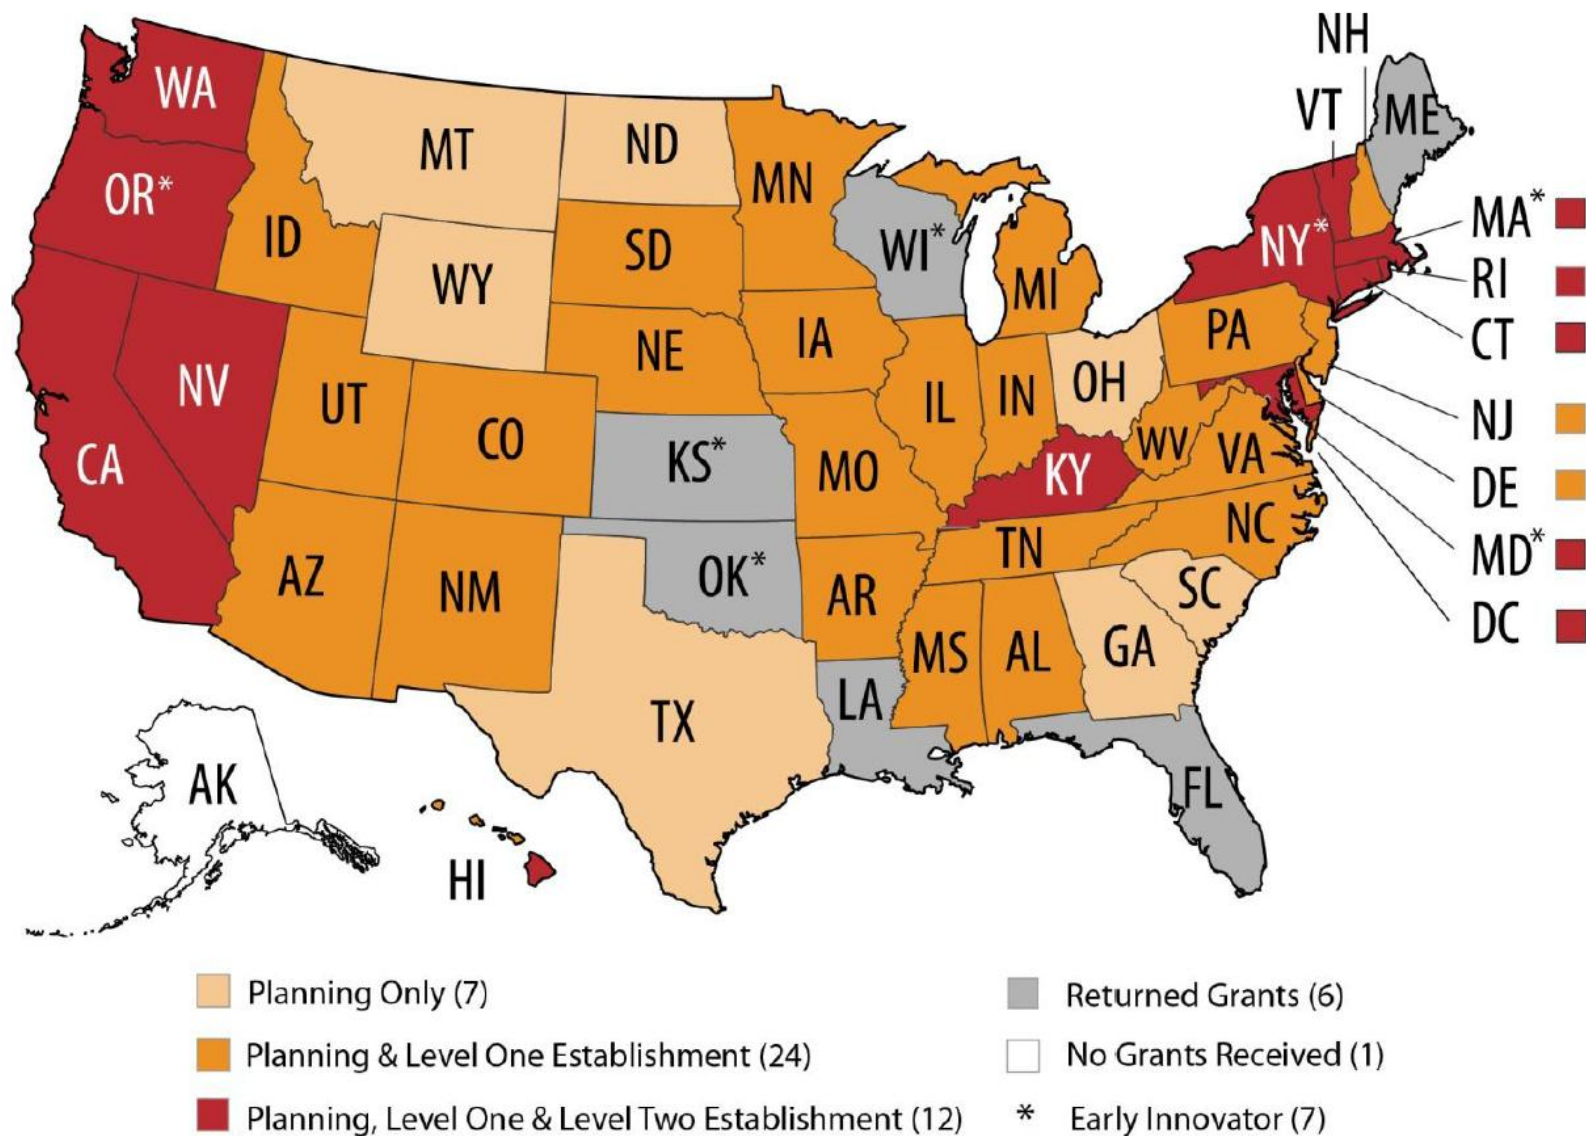 NH
VT
ME
WA
MT
ND
MN
OR*
ID
WY
SD
WI*
MI
NY*
MA*
RI
CT
NJ
DE
MD*
DC
NE
IA
PA
NV
UT
CO
IL
IN
OH
CA
KS*
MO
KY
WV
VA
AZ
NM
OK*
AR
TN
NC
SC
MS
AL
GA
TX
LA
FL
AK
HI
Planning Only (7)
Planning & Level One Establishment (24)
Planning, Level One & Level Two Establishment (12)
Returned Grants (6)
No Grants Received (1)
* Early Innovator (7)